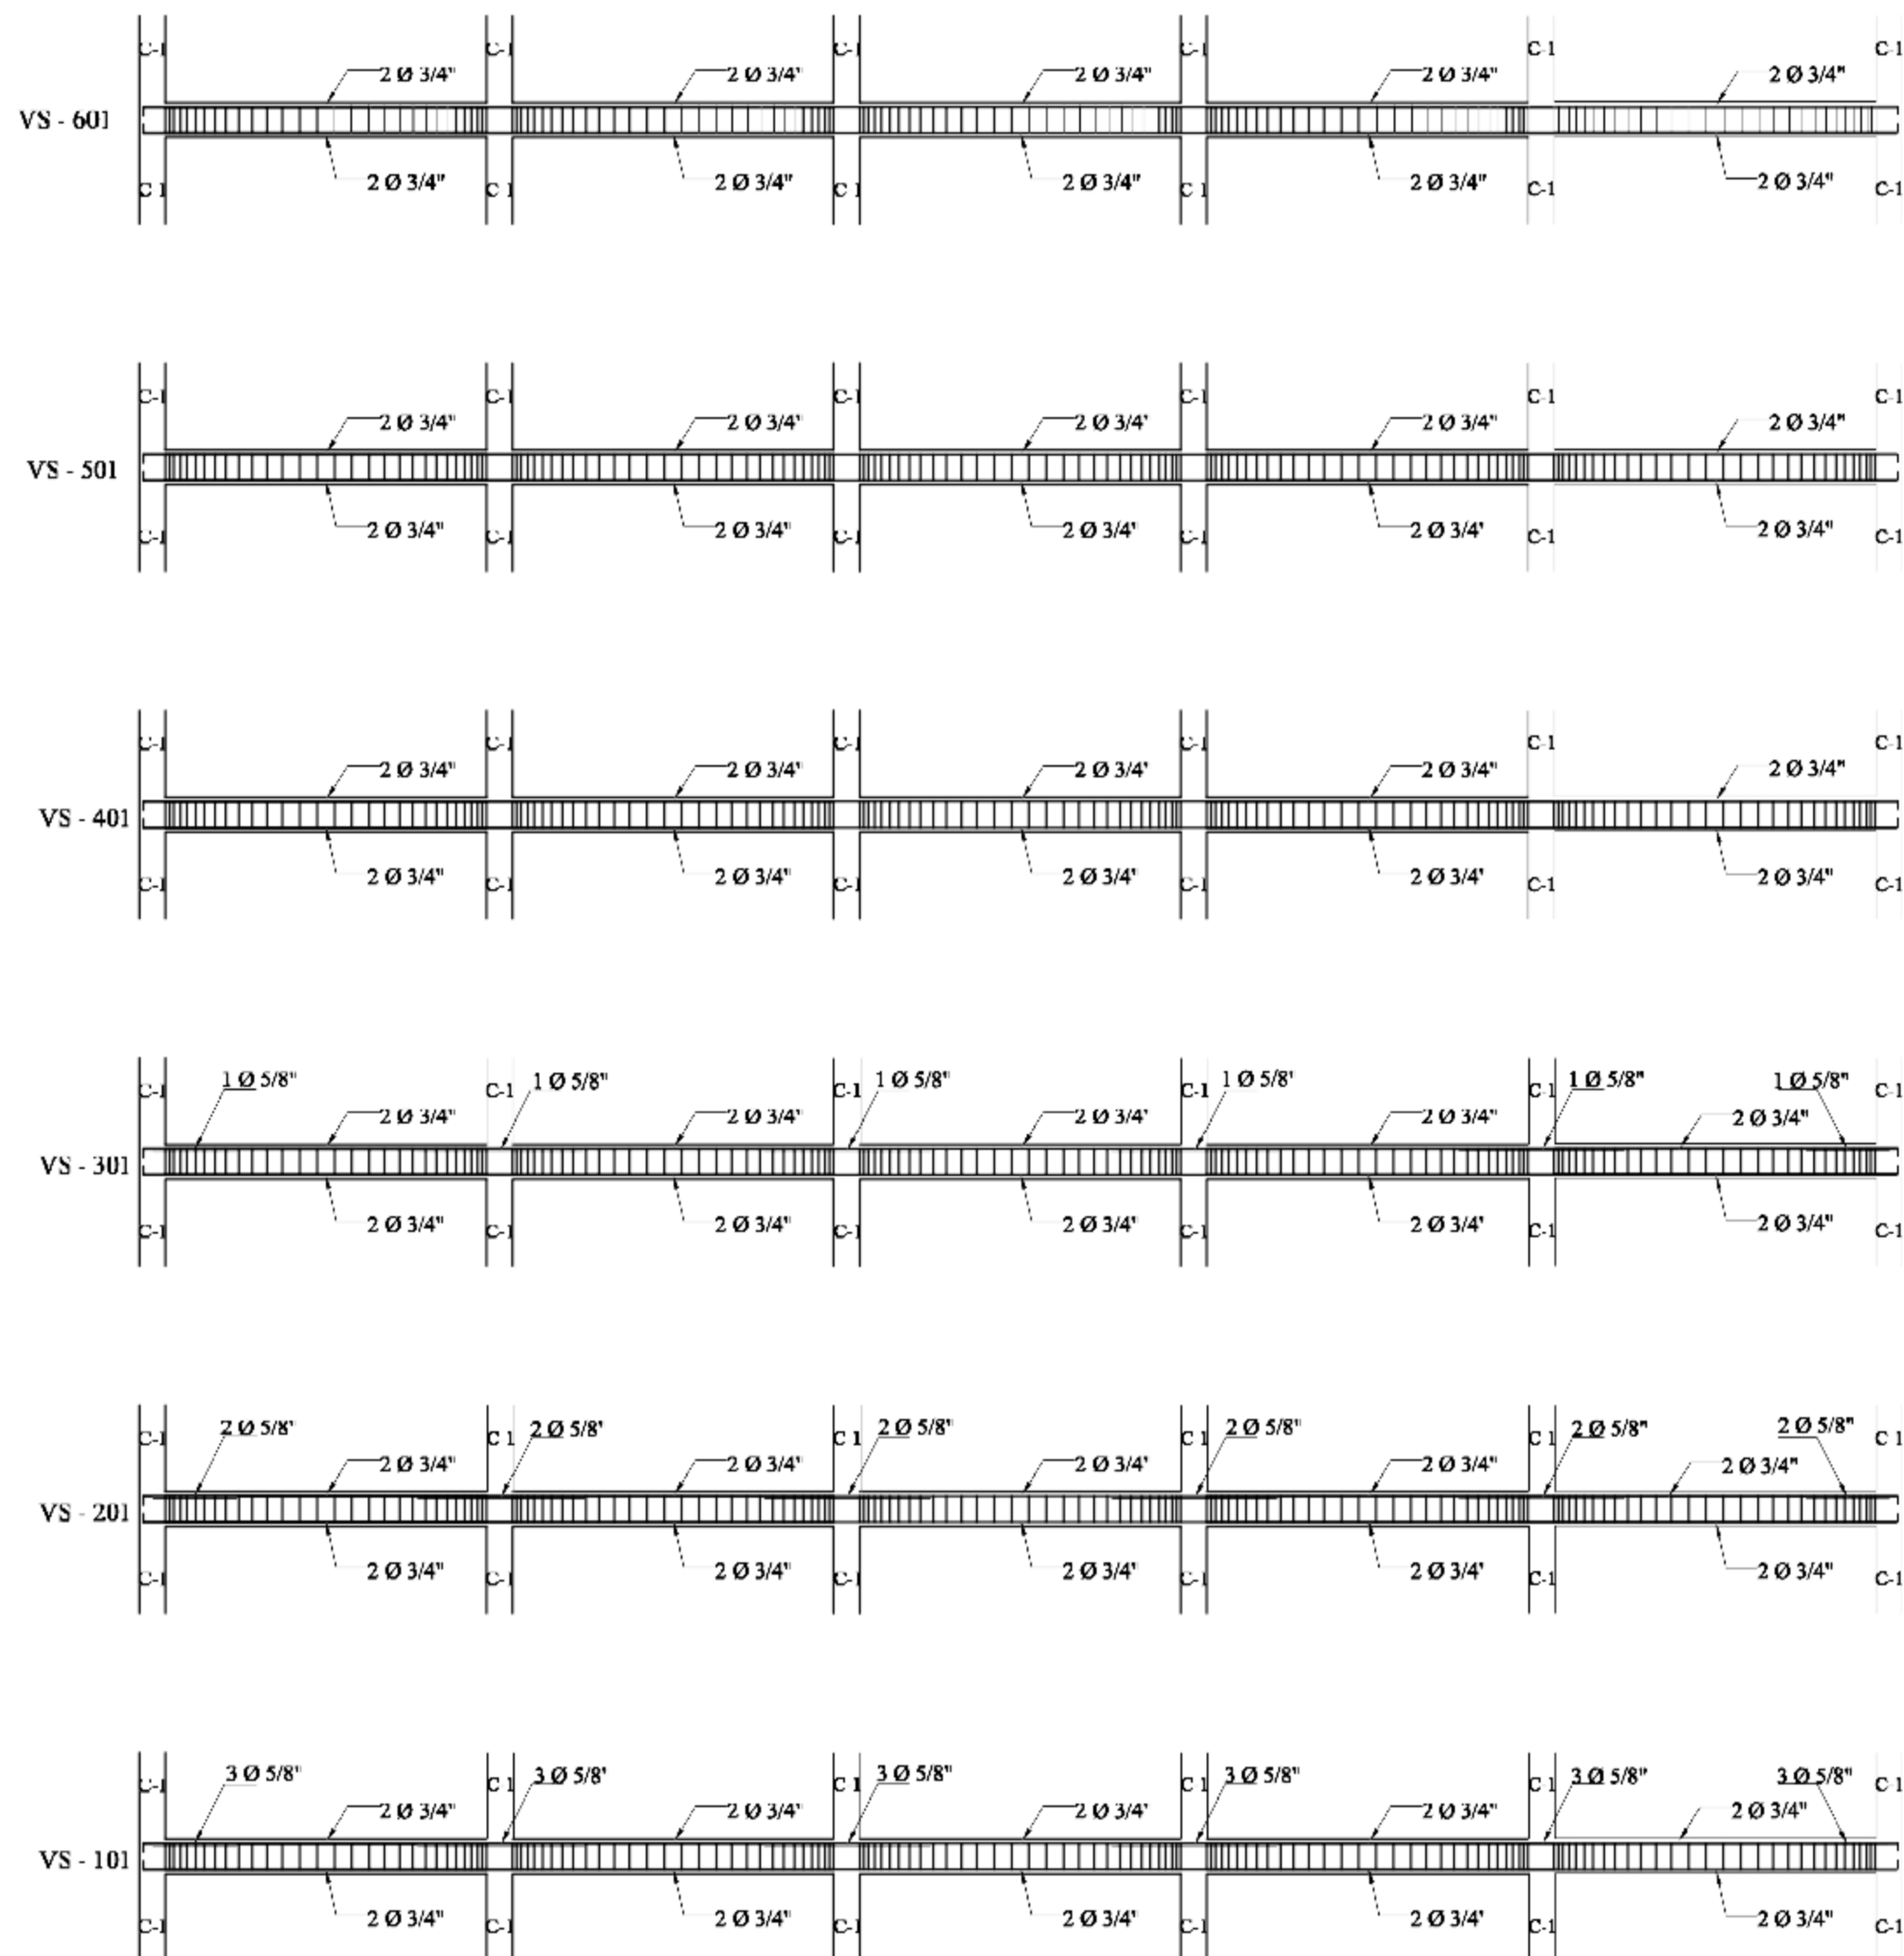 C-1 C-1 C-1 C-1 C-1 C-1
2 Ø 3/4" 2 Ø 3/4" 2 Ø 3/4" 2 Ø 3/4" 2 Ø 3/4"
VS - 601
2 Ø 3/4" 2 Ø 3/4" 2 Ø 3/4" 2 Ø 3/4" 2 Ø 3/4"
C 1 C 1 C 1 C 1 C-1 C-1
C-1 C-1 C-1 C-1 C-1 C-1
2 Ø 3/4" 2 Ø 3/4" 2 Ø 3/4' 2 Ø 3/4" 2 Ø 3/4"
VS - 501
2 Ø 3/4" 2 Ø 3/4" 2 Ø 3/4" 2 Ø 3/4' 2 Ø 3/4"
C-1 C-1 C-1 C-1 C-1 C-1
C-1 C-1 C-1 C-1 C-1 C-1
2 Ø 3/4" 2 Ø 3/4" 2 Ø 3/4' 2 Ø 3/4" 2 Ø 3/4"
VS - 401
2 Ø 3/4" 2 Ø 3/4" 2 Ø 3/4" 2 Ø 3/4' 2 Ø 3/4"
C-1 C-1 C-1 C-1 C-1 C-1
1 Ø 5/8" 1 Ø 5/8" 1 Ø 5/8" 1 Ø 5/8" 1 Ø 5/8" 1 Ø 5/8"
C-1 C-1 C-1 C-1 C-1 C-1
2 Ø 3/4" 2 Ø 3/4" 2 Ø 3/4' 2 Ø 3/4" 2 Ø 3/4"
VS - 301
2 Ø 3/4" 2 Ø 3/4" 2 Ø 3/4" 2 Ø 3/4' 2 Ø 3/4"
C-1 C-1 C-1 C-1 C-1 C-1
2 Ø 5/8" 2 Ø 5/8' 2 Ø 5/8" 2 Ø 5/8" 2 Ø 5/8" 2 Ø 5/8"
C-1 C 1 C 1 C 1 C 1 C 1
2 Ø 3/4" 2 Ø 3/4" 2 Ø 3/4' 2 Ø 3/4" 2 Ø 3/4"
VS - 201
2 Ø 3/4" 2 Ø 3/4" 2 Ø 3/4" 2 Ø 3/4' 2 Ø 3/4"
C-1 C-1 C-1 C-1 C-1 C-1
3 Ø 5/8" 3 Ø 5/8' 3 Ø 5/8" 3 Ø 5/8" 3 Ø 5/8" 3 Ø 5/8"
C-1 C 1 C 1 C 1 C 1 C-1
2 Ø 3/4" 2 Ø 3/4" 2 Ø 3/4' 2 Ø 3/4" 2 Ø 3/4"
VS - 101
2 Ø 3/4" 2 Ø 3/4" 2 Ø 3/4" 2 Ø 3/4' 2 Ø 3/4"
C-1 C-1 C-1 C-1 C-1 C-1